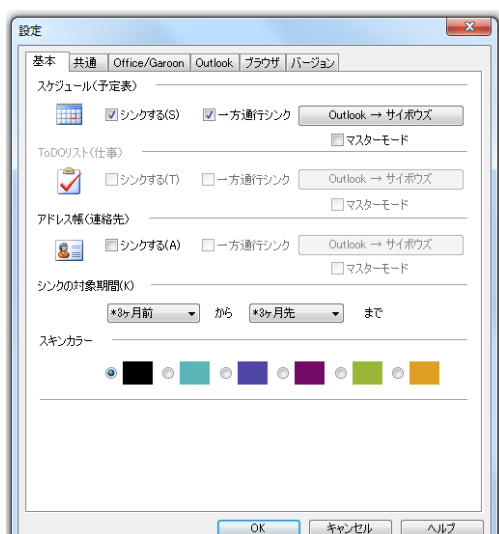 設定
基本 共通 Office/Garoon Outlook ブラウザ バージョン
スケジュール(予定表)
シンクする(S) 一方通行シンク Outlook → サイボウズ
マスターモード
ToDOリスト(仕事)
シンクする(T) 一方通行シンク Outlook → サイボウズ
マスターモード
アドレス帳(連絡先)
シンクする(A) 一方通行シンク Outlook → サイボウズ
マスターモード
シンクの対象期間(K)
*3ヶ月前 から *3ヶ月先 まで
スキンカラー
OK キャンセル ヘルプ